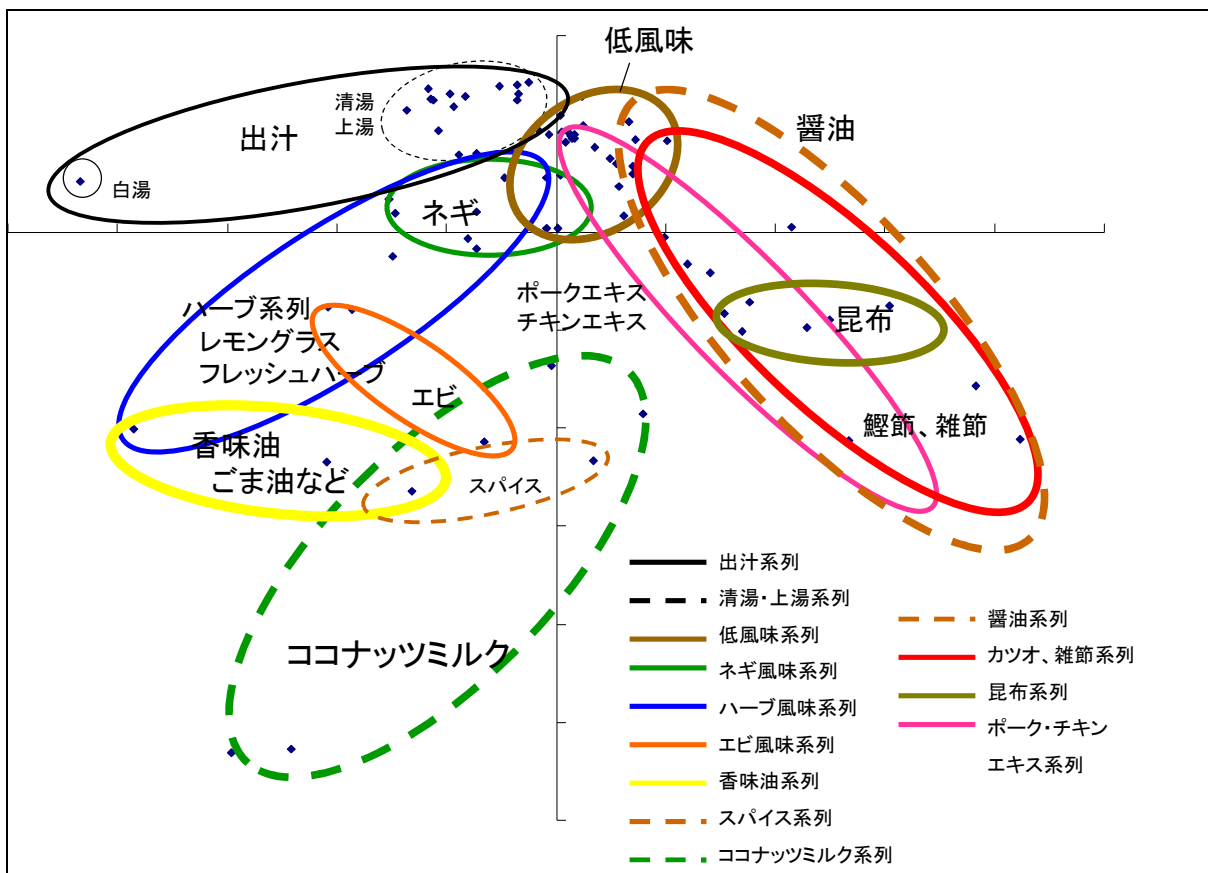 低風味
清湯
上湯
出汁
醤油
白湯
ネギ
ハーブ系列
レモングラス
フレッシュハーブ
ポークエキス
チキンエキス
昆布
エビ
鰹節、雑節
香味油
ごま油など
スパイス
ココナッツミルク
出汁系列
清湯・上湯系列
低風味系列
ネギ風味系列
ハーブ風味系列
エビ風味系列
香味油系列
スパイス系列
ココナッツミルク系列
醤油系列
カツオ、雑節系列
昆布系列
ポーク・チキン
エキス系列